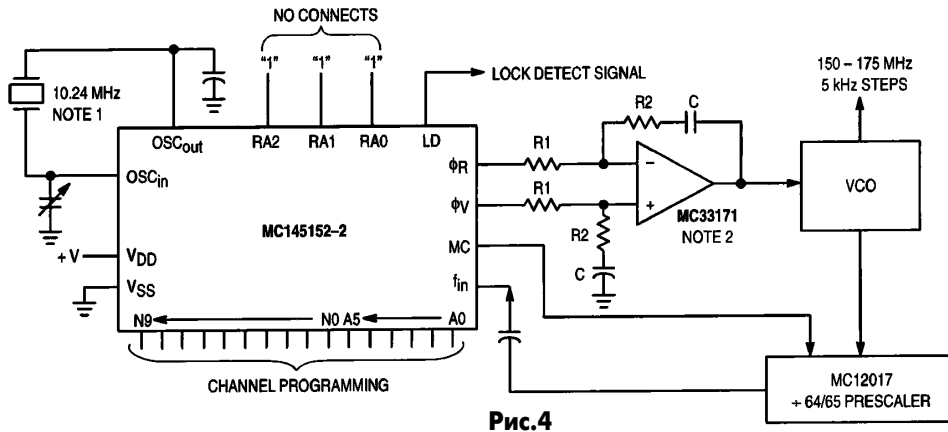 NO CONNECTS
"1" "1" "1"
150 – 175 MHz
5 kHz STEPS
LOCK DETECT SIGNAL
10.24 MHz
NOTE 1
OSCout RA2 RA1 RA0 LD
OSCin
ϕR
ϕV
MC
fin
MC145152–2
+ V
VDD
VSS
N9 N0 A5 A0
CHANNEL PROGRAMMING
R1
R1
R2 C
R2
C
–
+
MC33171
NOTE 2
VCO
MC12017
÷ 64/65 PRESCALER
Рис.4